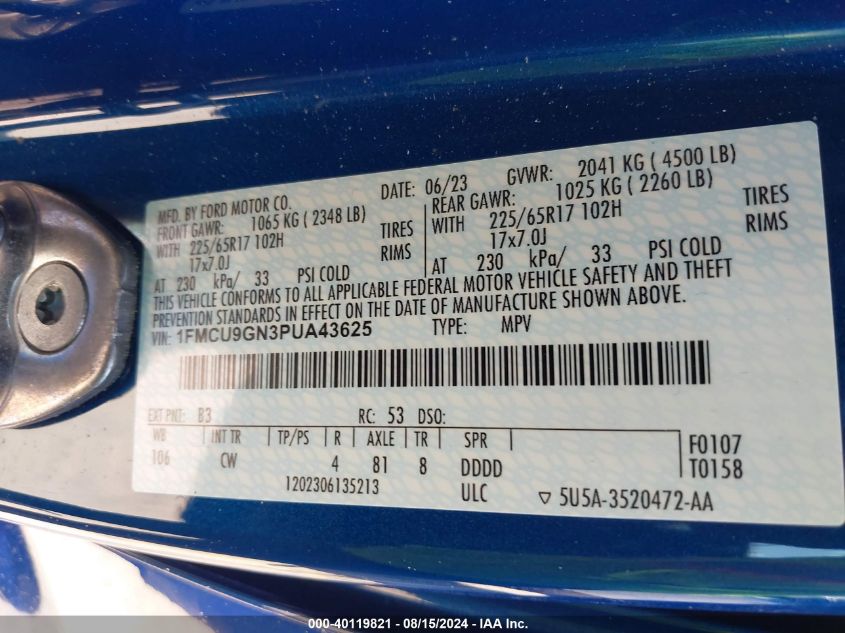 MFD. BY FORD MOTOR CO.
DATE: 06/23 GVWR: 2041 KG ( 4500 LB)
FRONT GAWR: 1065 KG ( 2348 LB)
REAR GAWR: 1025 KG ( 2260 LB)
WITH 225/65R17 102H TIRES
WITH 225/65R17 102H TIRES
17x7.0J RIMS
17x7.0J RIMS
AT 230 kPa/ 33 PSI COLD
AT 230 kPa/ 33 PSI COLD
THIS VEHICLE CONFORMS TO ALL APPLICABLE FEDERAL MOTOR VEHICLE SAFETY AND THEFT
PREVENTION STANDARDS IN EFFECT ON THE DATE OF MANUFACTURE SHOWN ABOVE.
VIN: 1FMCU9GN3PUA43625 TYPE: MPV
EXT PNT: B3 RC: 53 DSO:
WB INT TR TP/PS R AXLE TR SPR F0107
106 CW 4 81 8 DDDD T0158
1202306135213 ULC ▽ 5U5A-3520472-AA
000-40119821 - 08/15/2024 - IAA Inc.